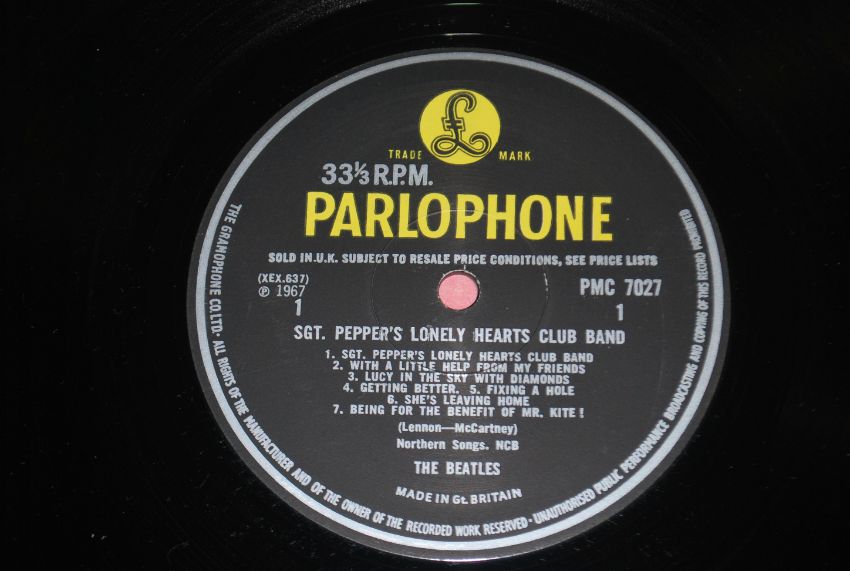 £
TRADE MARK
33⅓ R.P.M.
PARLOPHONE
SOLD IN U.K. SUBJECT TO RESALE PRICE CONDITIONS, SEE PRICE LISTS
(XEX.637)
℗ 1967
1
PMC 7027
1
SGT. PEPPER'S LONELY HEARTS CLUB BAND
1. SGT. PEPPER'S LONELY HEARTS CLUB BAND
2. WITH A LITTLE HELP FROM MY FRIENDS
3. LUCY IN THE SKY WITH DIAMONDS
4. GETTING BETTER. 5. FIXING A HOLE
6. SHE'S LEAVING HOME
7. BEING FOR THE BENEFIT OF MR. KITE !
(Lennon—McCartney)
Northern Songs. NCB
THE BEATLES
MADE IN Gt. BRITAIN
THE GRAMOPHONE CO. LTD. · ALL RIGHTS OF THE MANUFACTURER AND OF THE OWNER OF THE RECORDED WORK RESERVED · UNAUTHORISED PUBLIC PERFORMANCE BROADCASTING AND COPYING OF THIS RECORD PROHIBITED